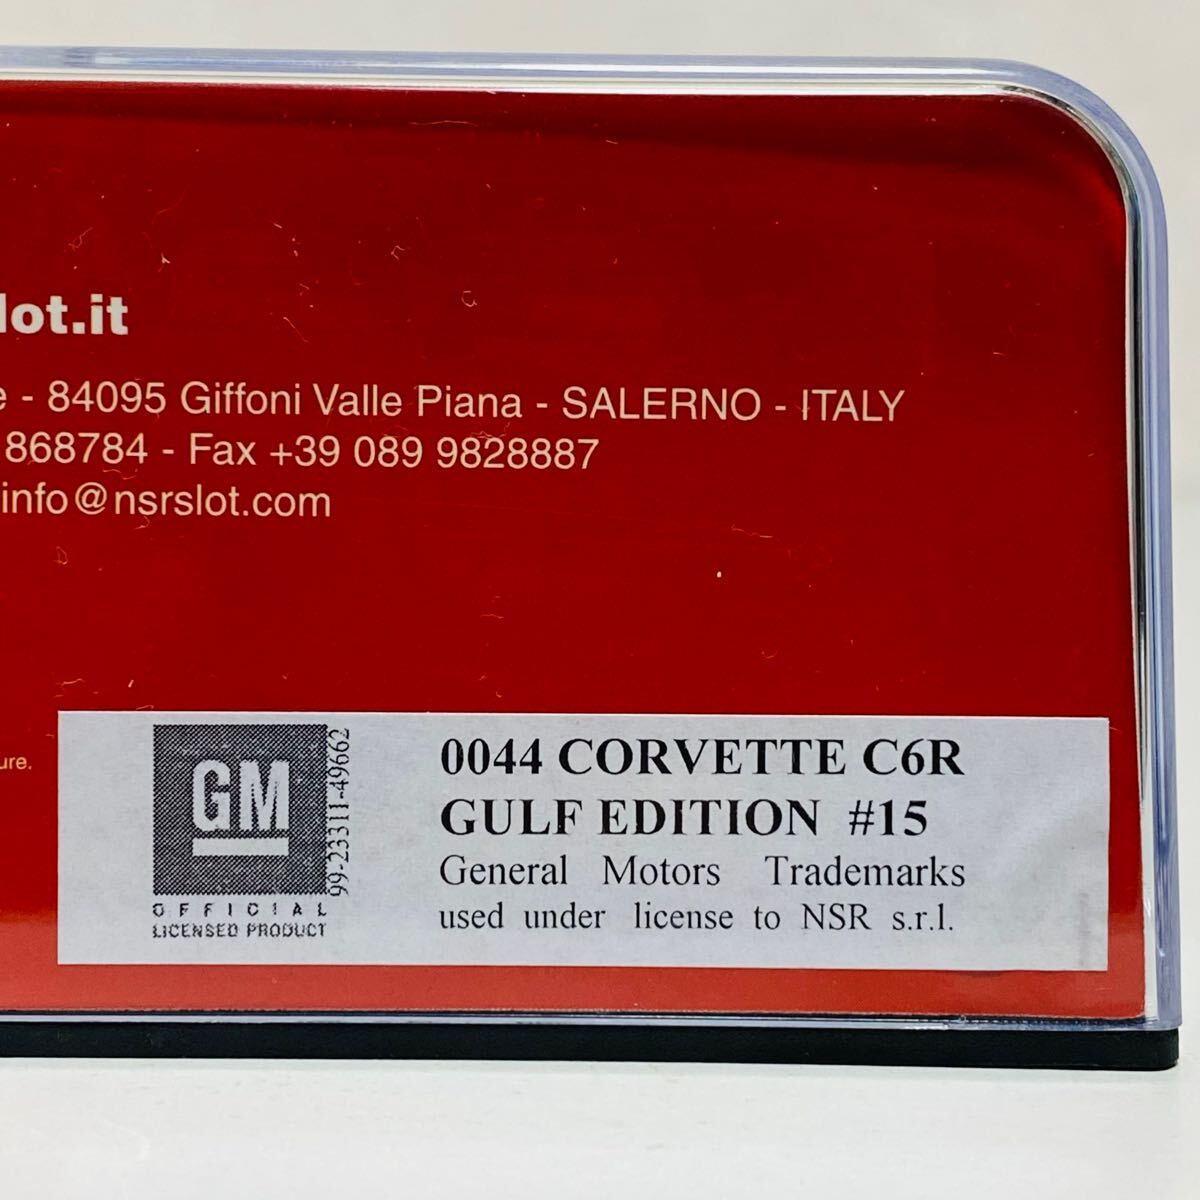 lot.it
e - 84095 Giffoni Valle Piana - SALERNO - ITALY
868784 - Fax +39 089 9828887
info@nsrslot.com
ure.
GM
OFFICIAL
LICENSED PRODUCT
99-23311-49662
0044 CORVETTE C6R
GULF EDITION #15
General Motors Trademarks
used under license to NSR s.r.l.